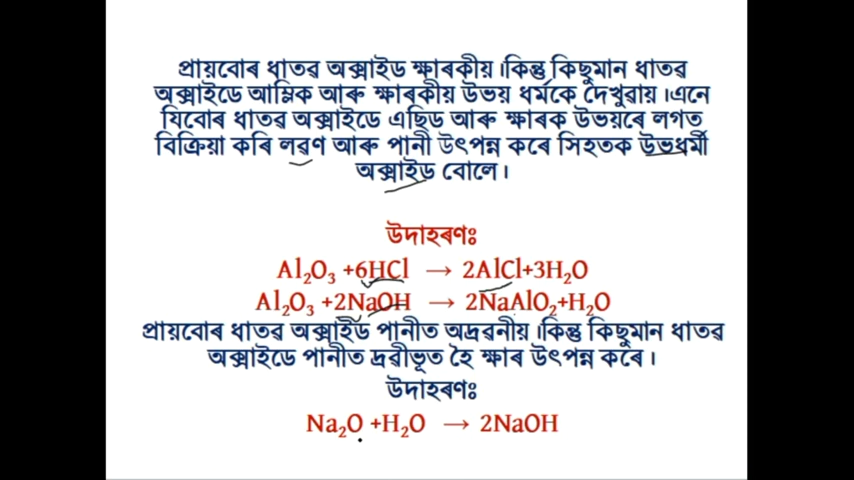 প্ৰায়বোৰ ধাতৱ অক্সাইড ক্ষাৰকীয়।কিন্তু কিছুমান ধাতৱ
অক্সাইডে আম্লিক আৰু ক্ষাৰকীয় উভয় ধৰ্মকে দেখুৱায়।এনে
যিবোৰ ধাতৱ অক্সাইডে এছিড আৰু ক্ষাৰক উভয়ৰে লগত
বিক্ৰিয়া কৰি লৱণ আৰু পানী উৎপন্ন কৰে সিহতক উভধৰ্মী
অক্সাইড বোলে।
উদাহৰণঃ
Al₂O₃ +6HCl → 2AlCl+3H₂O
Al₂O₃ +2NaOH → 2NaAlO₂+H₂O
প্ৰায়বোৰ ধাতৱ অক্সাইড পানীত অদ্ৰৱনীয়।কিন্তু কিছুমান ধাতৱ
অক্সাইডে পানীত দ্ৰৱীভূত হৈ ক্ষাৰ উৎপন্ন কৰে।
উদাহৰণঃ
Na₂O +H₂O → 2NaOH